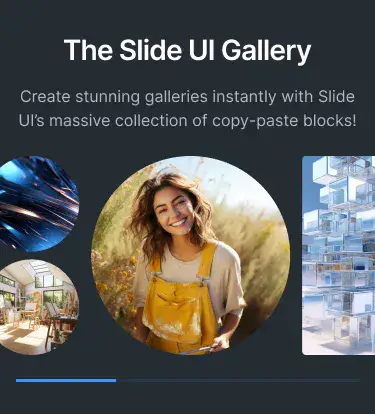 The Slide UI Gallery
Create stunning galleries instantly with Slide
UI’s massive collection of copy-paste blocks!